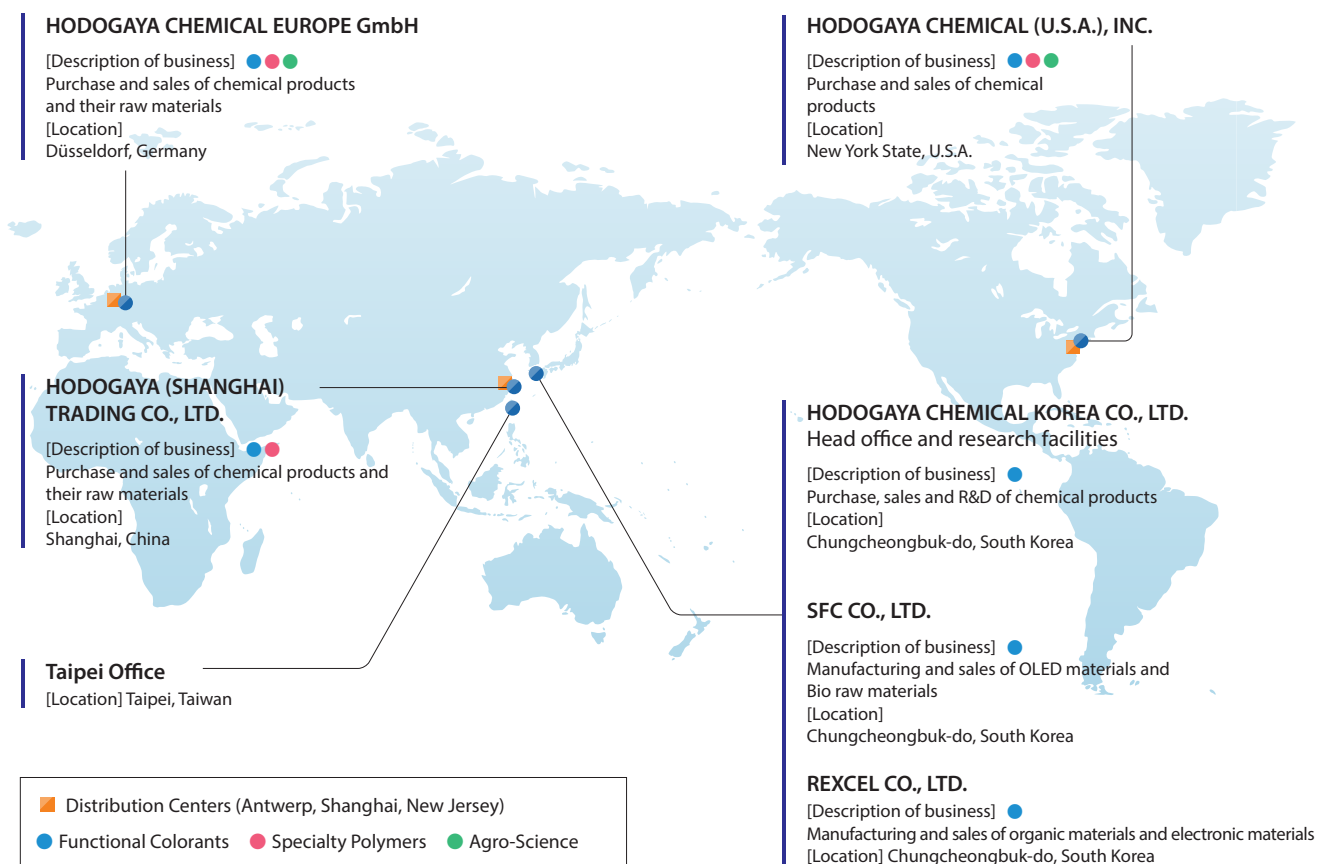 HODOGAYA CHEMICAL EUROPE GmbH
[Description of business]
Purchase and sales of chemical products
and their raw materials
[Location]
Düsseldorf, Germany
HODOGAYA CHEMICAL (U.S.A.), INC.
[Description of business]
Purchase and sales of chemical
products
[Location]
New York State, U.S.A.
HODOGAYA (SHANGHAI)
TRADING CO., LTD.
[Description of business]
Purchase and sales of chemical products and
their raw materials
[Location]
Shanghai, China
Taipei Office
[Location] Taipei, Taiwan
HODOGAYA CHEMICAL KOREA CO., LTD.
Head office and research facilities
[Description of business]
Purchase, sales and R&D of chemical products
[Location]
Chungcheongbuk-do, South Korea
SFC CO., LTD.
[Description of business]
Manufacturing and sales of OLED materials and
Bio raw materials
[Location]
Chungcheongbuk-do, South Korea
REXCEL CO., LTD.
[Description of business]
Manufacturing and sales of organic materials and electronic materials
[Location] Chungcheongbuk-do, South Korea
Distribution Centers (Antwerp, Shanghai, New Jersey)
Functional Colorants Specialty Polymers Agro-Science